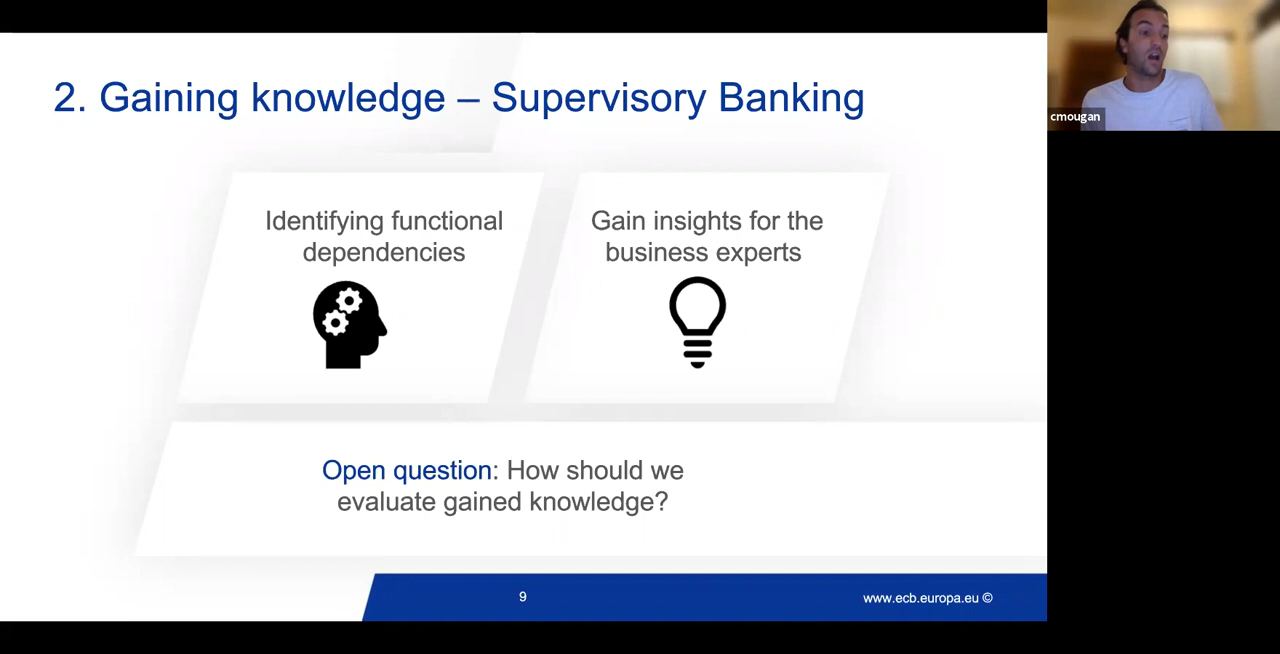 2. Gaining knowledge – Supervisory Banking
cmougan
Identifying functional
dependencies
Gain insights for the
business experts
Open question: How should we
evaluate gained knowledge?
9
www.ecb.europa.eu ©